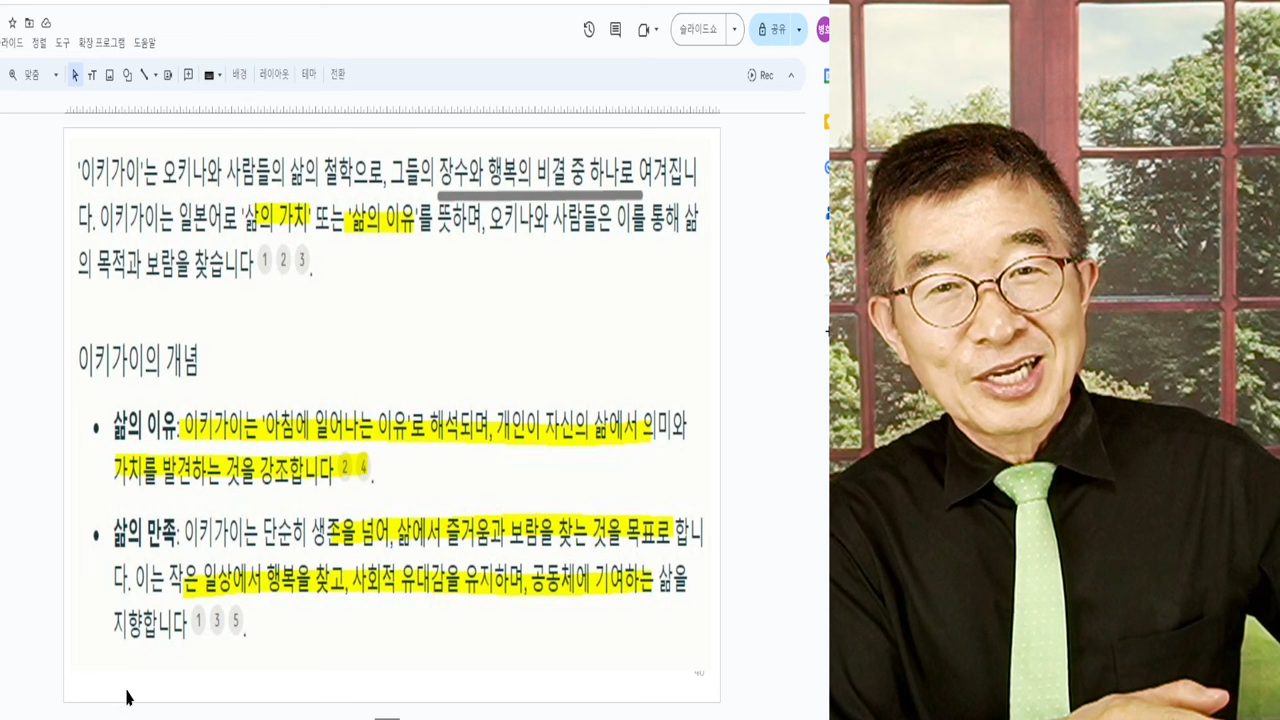 라이드 정렬 도구 확장 프로그램 도움말
슬라이드쇼
공유
맞춤 배경 레이아웃 테마 전환
Rec
'이키가이'는 오키나와 사람들의 삶의 철학으로, 그들의 장수와 행복의 비결 중 하나로 여겨집니
다. 이키가이는 일본어로 '삶의 가치' 또는 '삶의 이유'를 뜻하며, 오키나와 사람들은 이를 통해 삶
의 목적과 보람을 찾습니다 1 2 3 .
이키가이의 개념
• 삶의 이유: 이키가이는 '아침에 일어나는 이유'로 해석되며, 개인이 자신의 삶에서 의미와
가치를 발견하는 것을 강조합니다 2 4 .
• 삶의 만족: 이키가이는 단순히 생존을 넘어, 삶에서 즐거움과 보람을 찾는 것을 목표로 합니
다. 이는 작은 일상에서 행복을 찾고, 사회적 유대감을 유지하며, 공동체에 기여하는 삶을
지향합니다 1 3 5 .